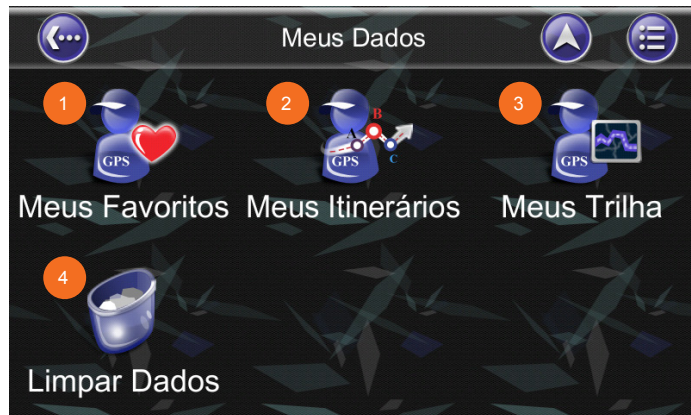 Meus Dados
1
2
3
B
A
C
GPS
GPS
GPS
Meus Favoritos
Meus Itinerários
Meus Trilha
4
Limpar Dados